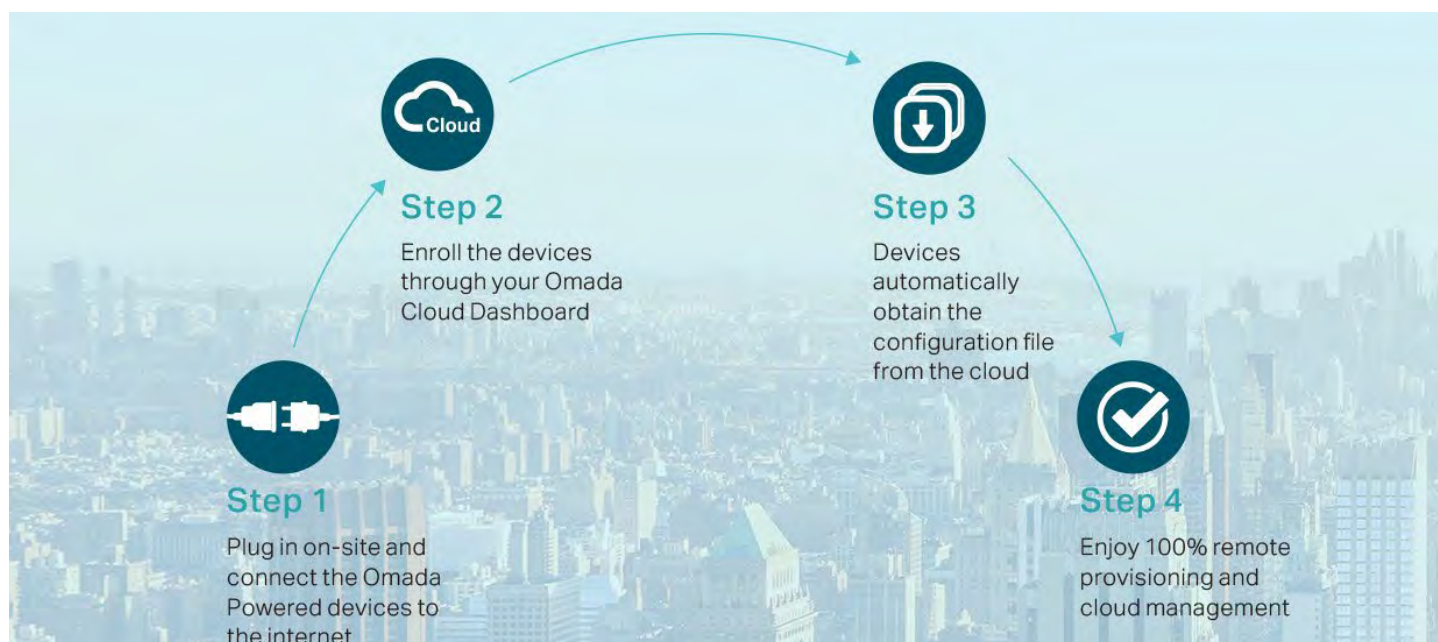 Cloud
Step 2
Enroll the devices
through your Omada
Cloud Dashboard
Step 3
Devices
automatically
obtain the
configuration file
from the cloud
Step 1
Plug in on-site and
connect the Omada
Powered devices to
the internet
Step 4
Enjoy 100% remote
provisioning and
cloud management